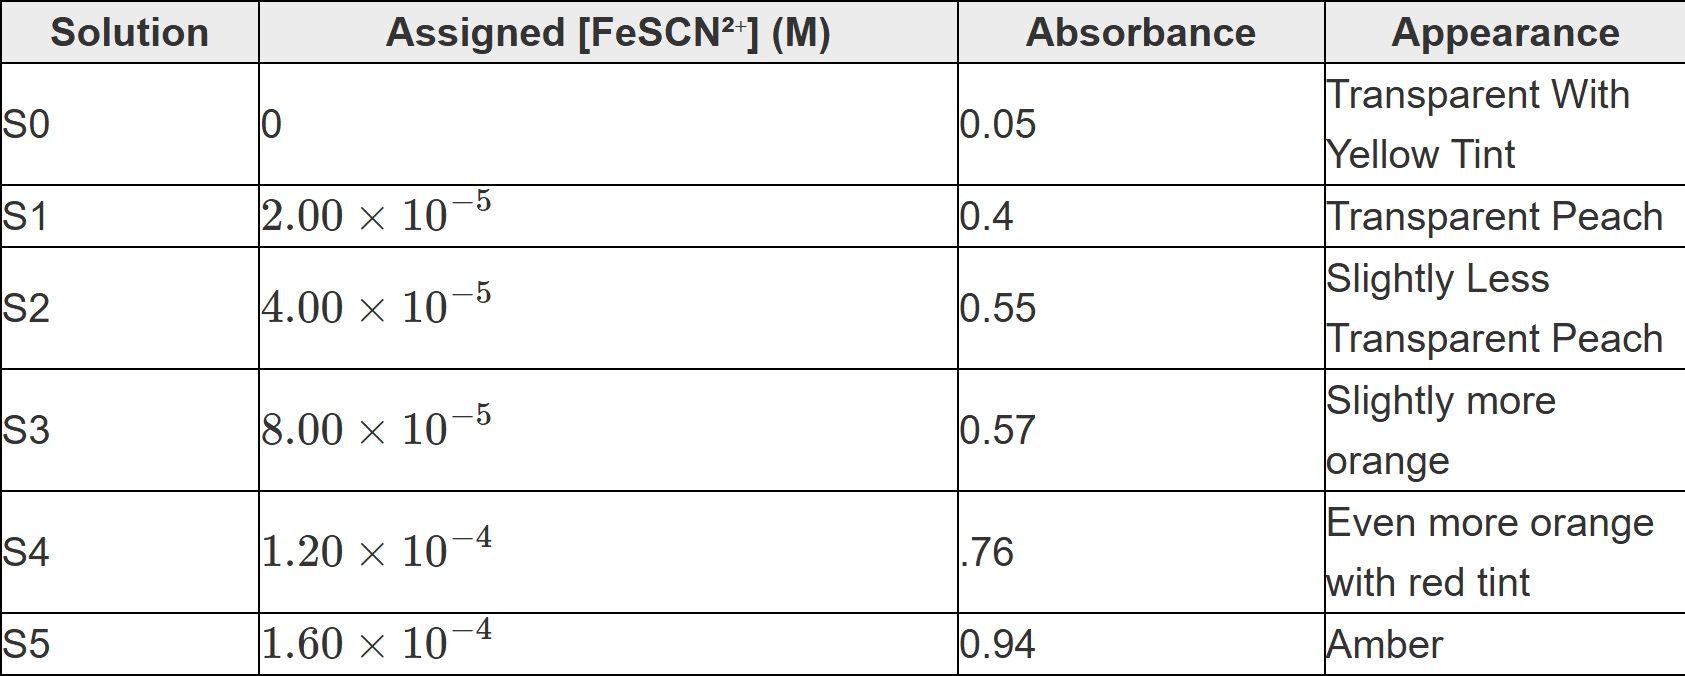 Solution Assigned [FeSCN²⁺] (M) Absorbance Appearance
S0 0 0.05 Transparent With
Yellow Tint
S1 2.00 × 10⁻⁵ 0.4 Transparent Peach
S2 4.00 × 10⁻⁵ 0.55 Slightly Less
Transparent Peach
S3 8.00 × 10⁻⁵ 0.57 Slightly more
orange
S4 1.20 × 10⁻⁴ .76 Even more orange
with red tint
S5 1.60 × 10⁻⁴ 0.94 Amber